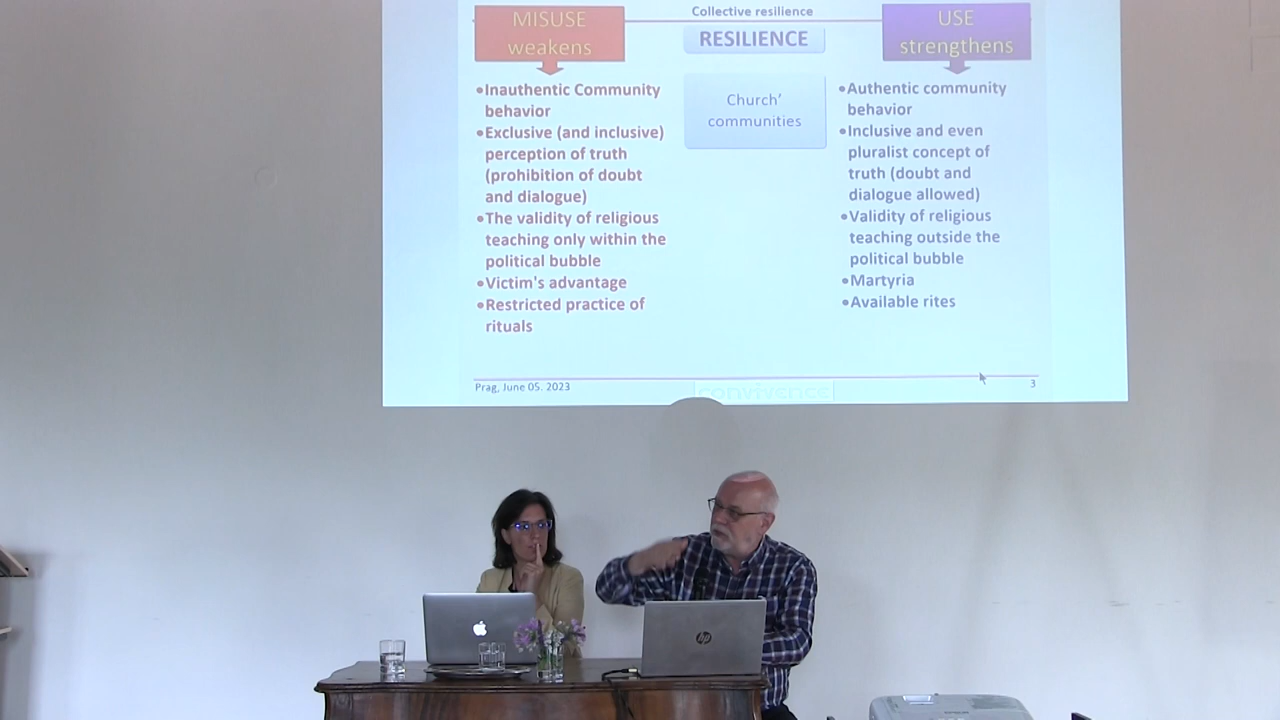 Collective resilience
MISUSE
weakens
RESILIENCE
USE
strengthens
•Inauthentic Community
behavior
•Exclusive (and inclusive)
perception of truth
(prohibition of doubt
and dialogue)
•The validity of religious
teaching only within the
political bubble
•Victim's advantage
•Restricted practice of
rituals
Church’
communities
•Authentic community
behavior
•Inclusive and even
pluralist concept of
truth (doubt and
dialogue allowed)
•Validity of religious
teaching outside the
political bubble
•Martyria
•Available rites
Prag, June 05. 2023
convivence
3
hp